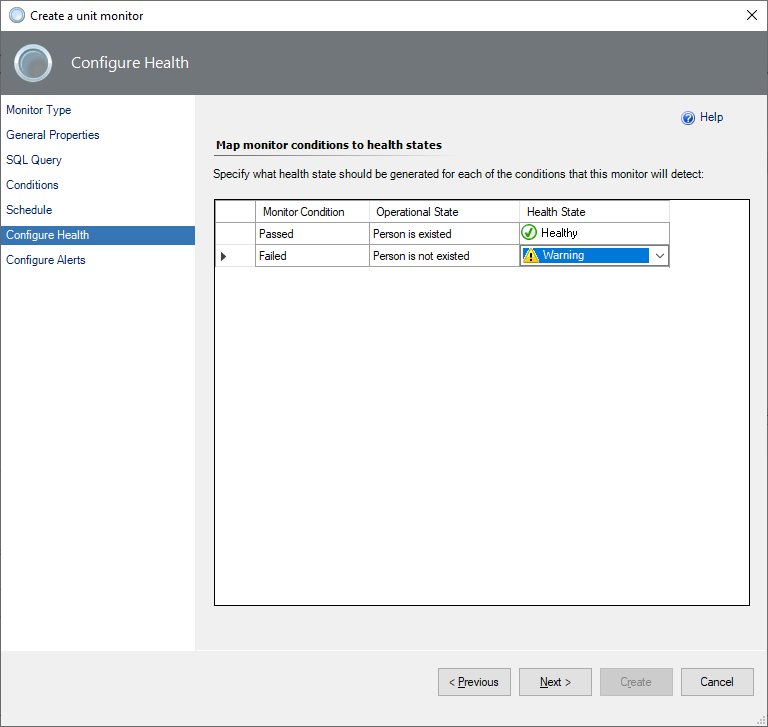 Create a unit monitor
Configure Health
Monitor Type
General Properties
SQL Query
Conditions
Schedule
Configure Health
Configure Alerts
Help
Map monitor conditions to health states
Specify what health state should be generated for each of the conditions that this monitor will detect:
Monitor Condition Operational State Health State
Passed Person is existed Healthy
Failed Person is not existed Warning
< Previous Next > Create Cancel